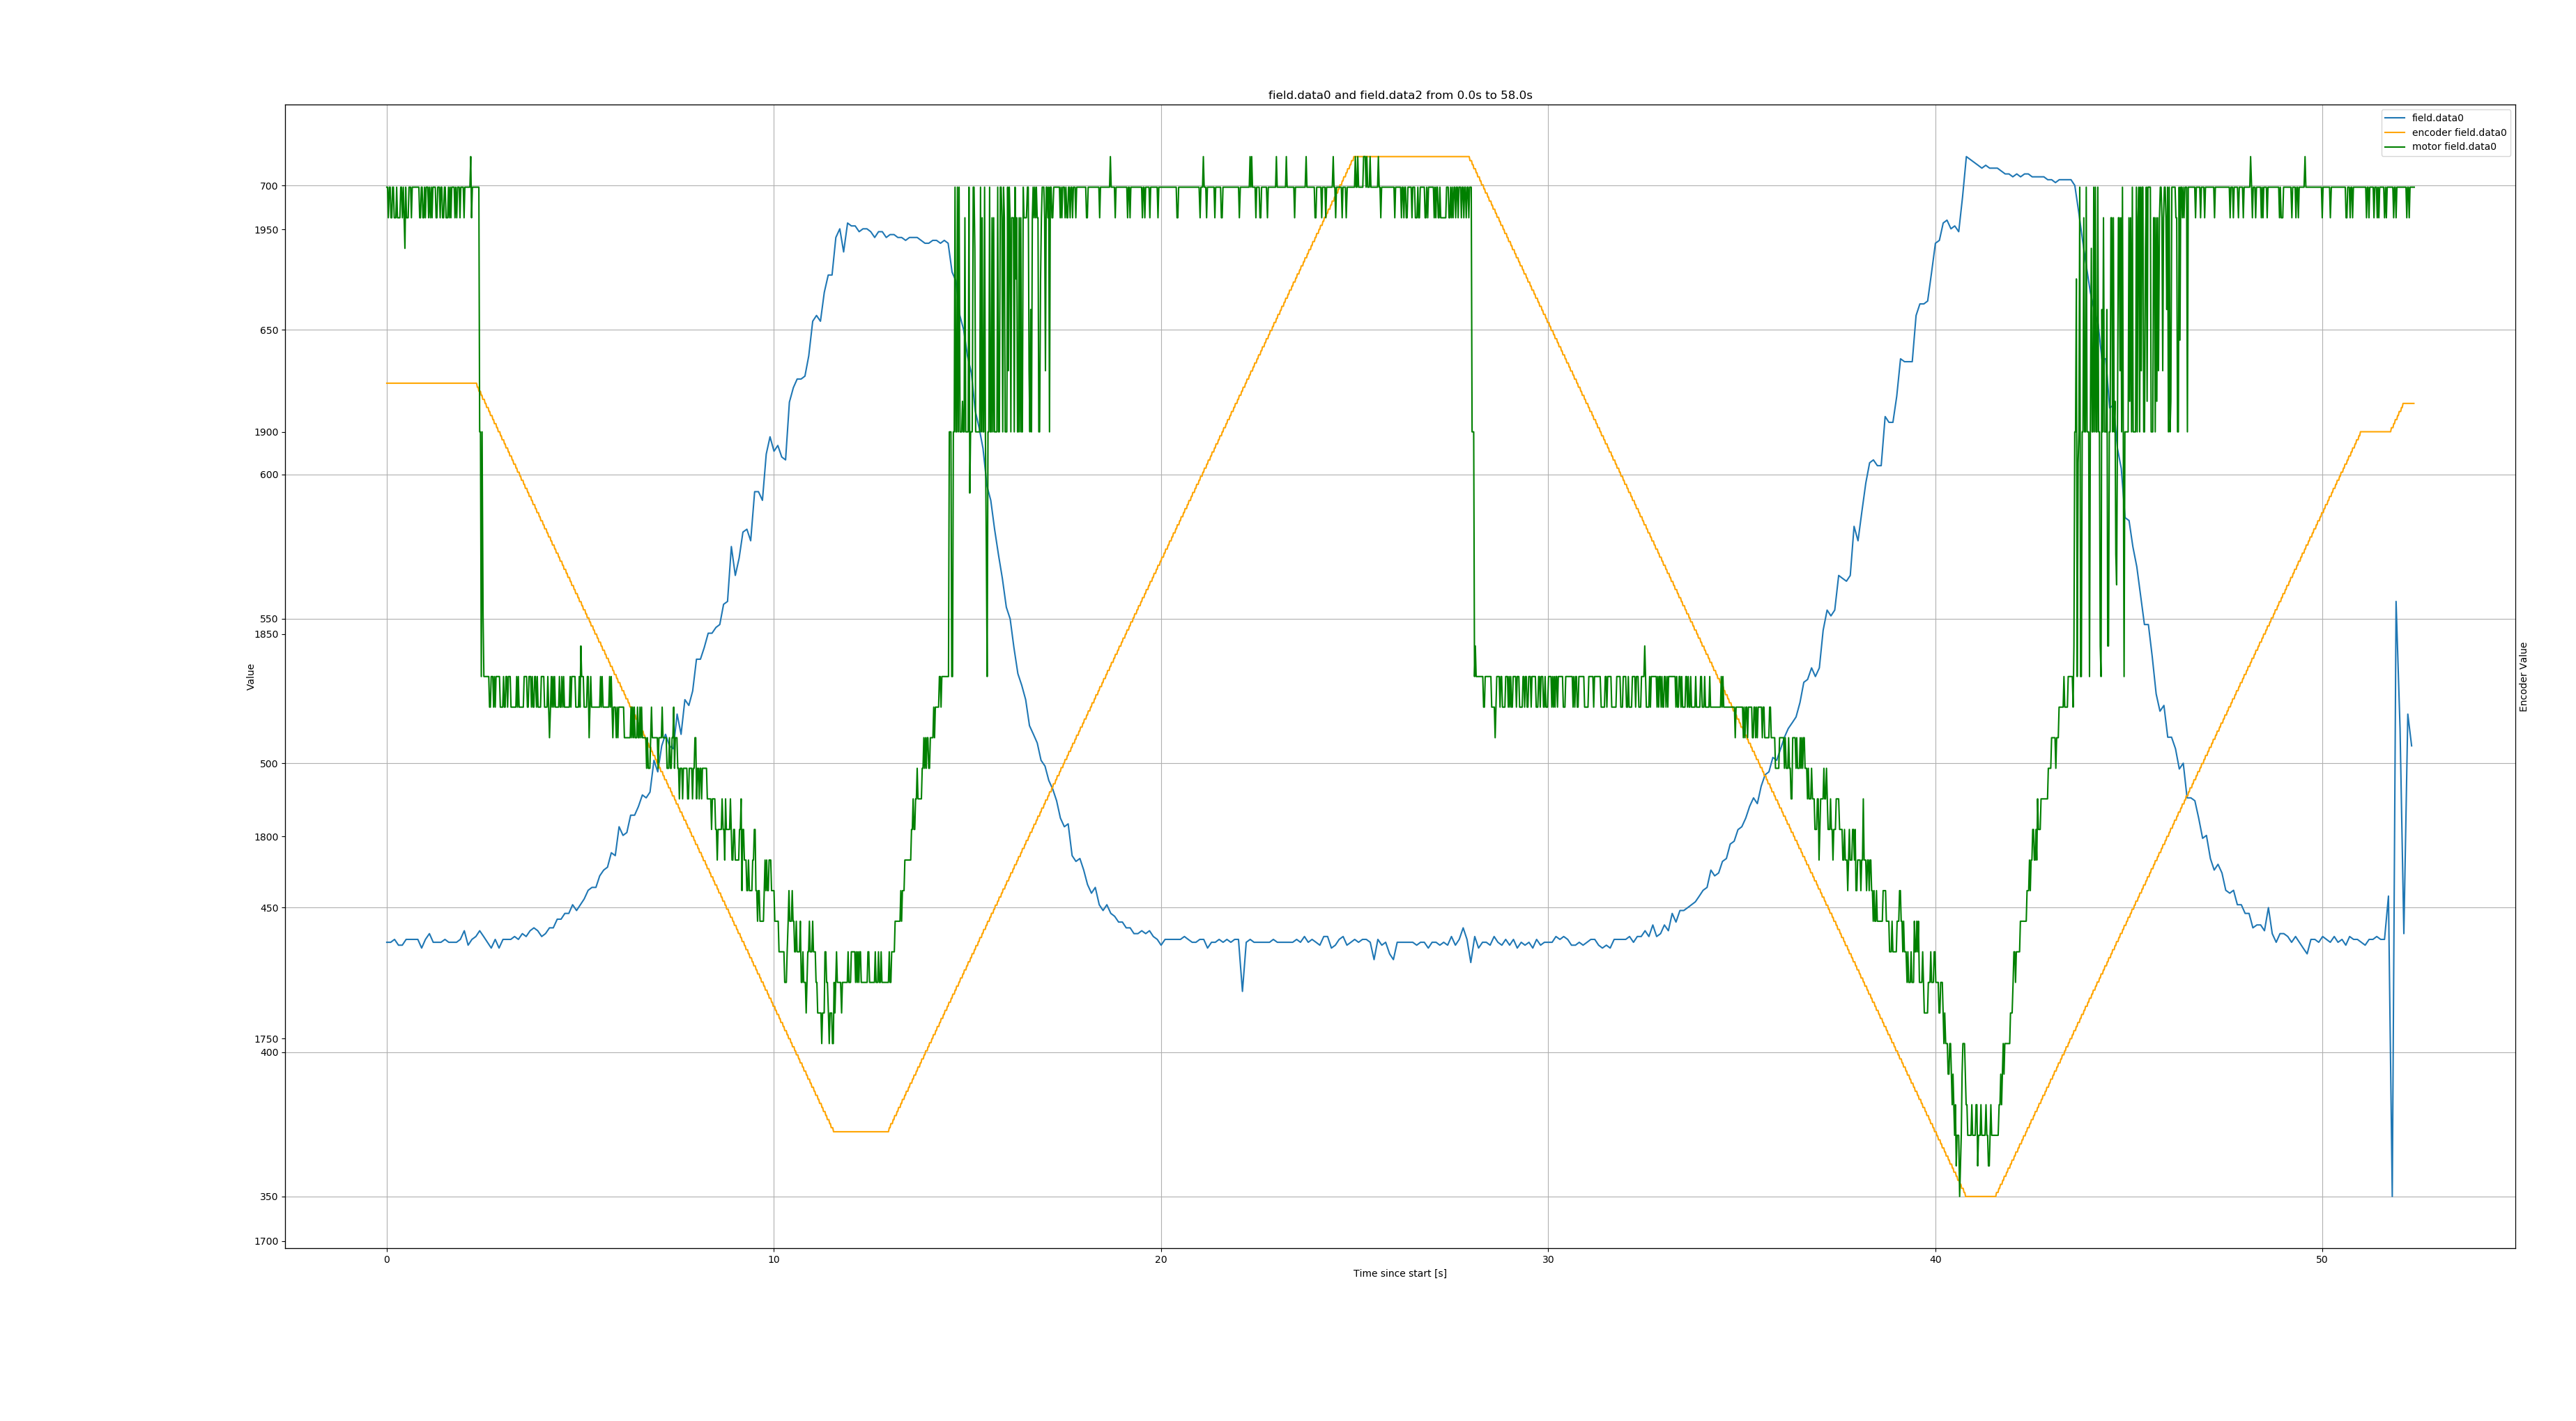 field.data0 and field.data2 from 0.0s to 58.0s
field.data0
encoder field.data0
motor field.data0
700
1950
650
1900
600
550
1850
500
1800
450
1750
400
350
1700
Value
Encoder Value
0 10 20 30 40 50
Time since start [s]